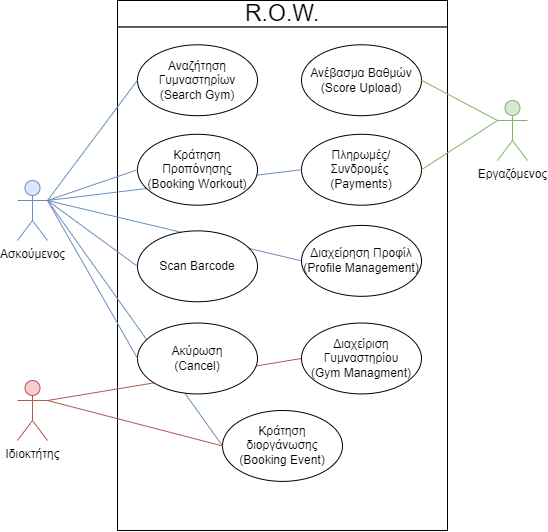 R.O.W.
Αναζήτηση
Γυμναστηρίων
(Search Gym)
Ανέβασμα Βαθμών
(Score Upload)
Κράτηση
Προπόνησης
(Booking Workout)
Πληρωμές/
Συνδρομές
(Payments)
Εργαζόμενος
Ασκούμενος
Scan Barcode
Διαχείρηση Προφίλ
(Profile Management)
Ακύρωση
(Cancel)
Διαχείριση
Γυμναστηρίου
(Gym Managment)
Ιδιοκτήτης
Κράτηση
διοργάνωσης
(Booking Event)